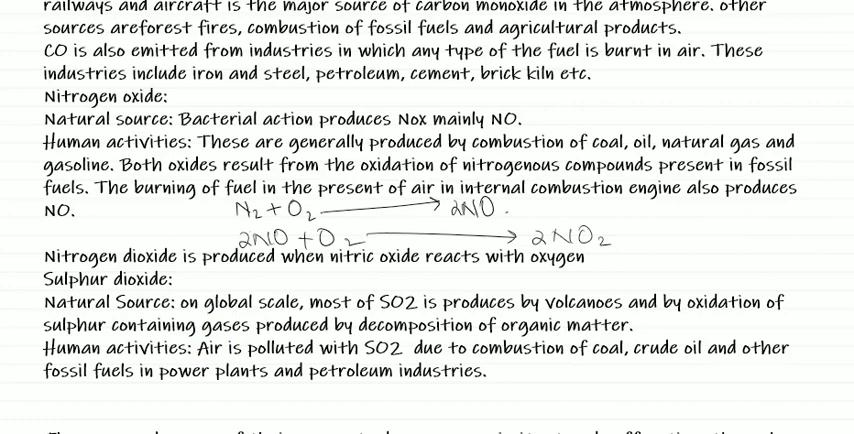 railways and aircraft is the major source of carbon monoxide in the atmosphere. other
sources areforest fires, combustion of fossil fuels and agricultural products.
CO is also emitted from industries in which any type of the fuel is burnt in air. These
industries include iron and steel, petroleum, cement, brick kiln etc.
Nitrogen oxide:
Natural source: Bacterial action produces Nox mainly NO.
Human activities: These are generally produced by combustion of coal, oil, natural gas and
gasoline. Both oxides result from the oxidation of nitrogenous compounds present in fossil
fuels. The burning of fuel in the present of air in internal combustion engine also produces
NO. N2 + O2 → 2NO.
2NO + O2 → 2NO2
Nitrogen dioxide is produced when nitric oxide reacts with oxygen
Sulphur dioxide:
Natural Source: on global scale, most of SO2 is produces by volcanoes and by oxidation of
sulphur containing gases produced by decomposition of organic matter.
Human activities: Air is polluted with SO2 due to combustion of coal, crude oil and other
fossil fuels in power plants and petroleum industries.